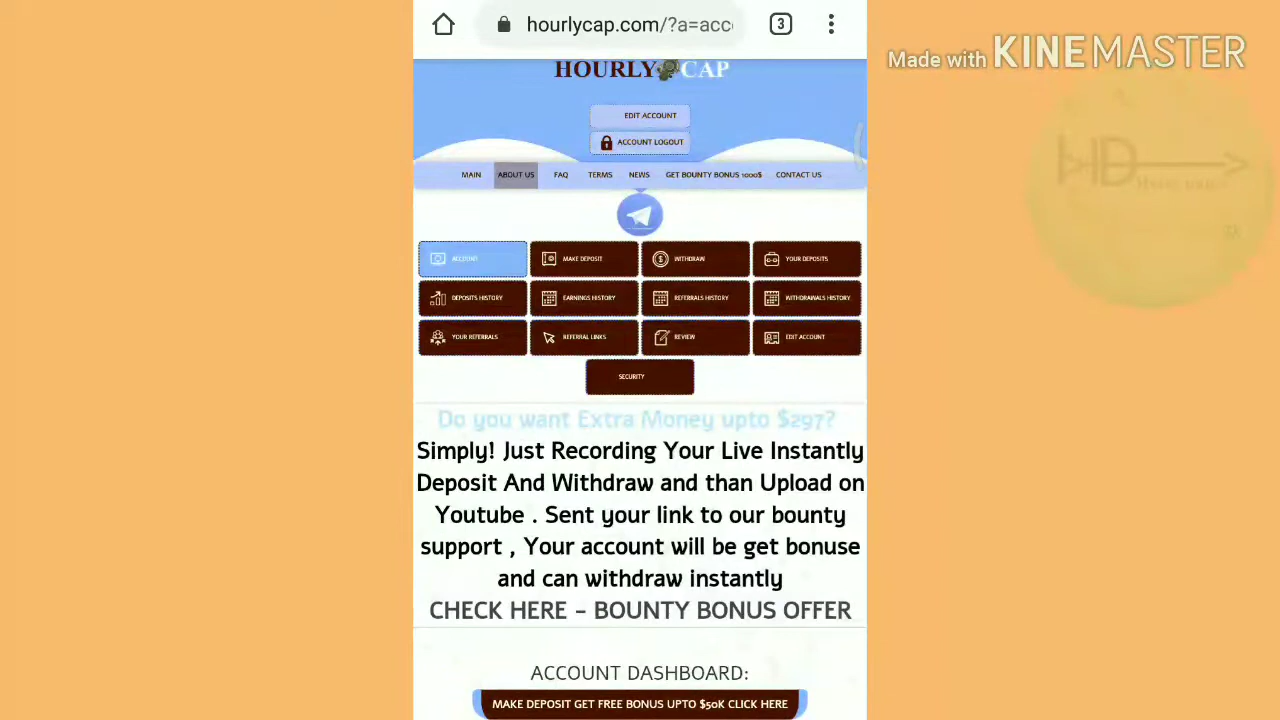 hourlycap.com/?a=acc
3
Made with KINEMASTER
HOURLY CAP
EDIT ACCOUNT
ACCOUNT LOGOUT
MAIN ABOUT US FAQ TERMS NEWS GET BOUNTY BONUS 1000$ CONTACT US
ACCOUNT MAKE DEPOSIT WITHDRAW YOUR DEPOSITS
DEPOSITS HISTORY EARNINGS HISTORY REFERRALS HISTORY WITHDRAWALS HISTORY
YOUR REFERRALS REFERRAL LINKS REVIEW EDIT ACCOUNT
SECURITY
Do you want Extra Money upto $297?
Simply! Just Recording Your Live Instantly
Deposit And Withdraw and than Upload on
Youtube . Sent your link to our bounty
support , Your account will be get bonuse
and can withdraw instantly
CHECK HERE - BOUNTY BONUS OFFER
ACCOUNT DASHBOARD:
MAKE DEPOSIT GET FREE BONUS UPTO $50K CLICK HERE